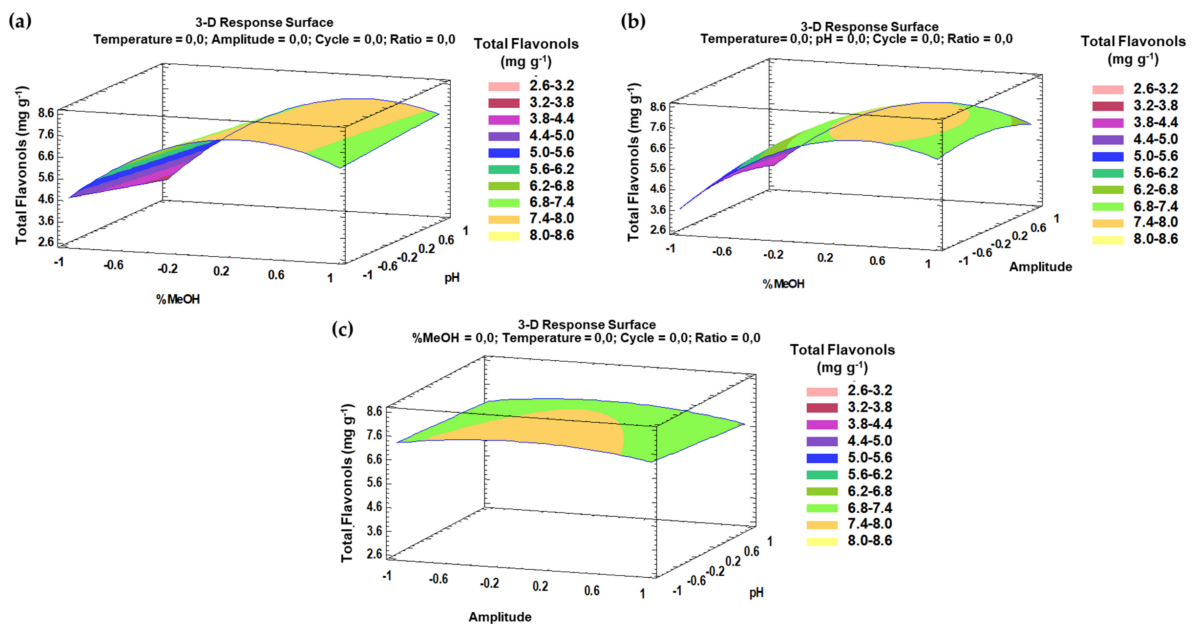 (a)
3-D Response Surface
Temperature = 0,0; Amplitude = 0,0; Cycle = 0,0; Ratio = 0,0
Total Flavonols (mg g⁻¹)
8.6
7.6
6.6
5.6
4.6
3.6
2.6
-1 -0.6 -0.2 0.2 0.6 1
%MeOH
-1 -0.6 -0.2 0.2 0.6 1
pH
Total Flavonols
(mg g⁻¹)
2.6-3.2
3.2-3.8
3.8-4.4
4.4-5.0
5.0-5.6
5.6-6.2
6.2-6.8
6.8-7.4
7.4-8.0
8.0-8.6
(b)
3-D Response Surface
Temperature= 0,0; pH = 0,0; Cycle = 0,0; Ratio = 0,0
Total Flavonols (mg g⁻¹)
8.6
7.6
6.6
5.6
4.6
3.6
2.6
-1 -0.6 -0.2 0.2 0.6 1
%MeOH
-1 -0.6 -0.2 0.2 0.6 1
Amplitude
Total Flavonols
(mg g⁻¹)
2.6-3.2
3.2-3.8
3.8-4.4
4.4-5.0
5.0-5.6
5.6-6.2
6.2-6.8
6.8-7.4
7.4-8.0
8.0-8.6
(c)
3-D Response Surface
%MeOH = 0,0; Temperature = 0,0; Cycle = 0,0; Ratio = 0,0
Total Flavonols (mg g⁻¹)
8.6
7.6
6.6
5.6
4.6
3.6
2.6
-1 -0.6 -0.2 0.2 0.6 1
Amplitude
-1 -0.6 -0.2 0.2 0.6 1
pH
Total Flavonols
(mg g⁻¹)
2.6-3.2
3.2-3.8
3.8-4.4
4.4-5.0
5.0-5.6
5.6-6.2
6.2-6.8
6.8-7.4
7.4-8.0
8.0-8.6